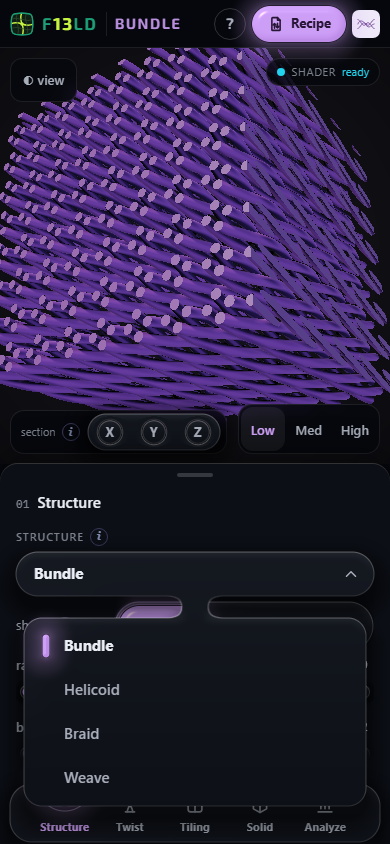 F13LD BUNDLE ? Recipe
view
SHADER ready
section i X Y Z
Low Med High
01 Structure
STRUCTURE i
Bundle
Bundle
Helicoid
Braid
Weave
Structure Twist Tiling Solid Analyze